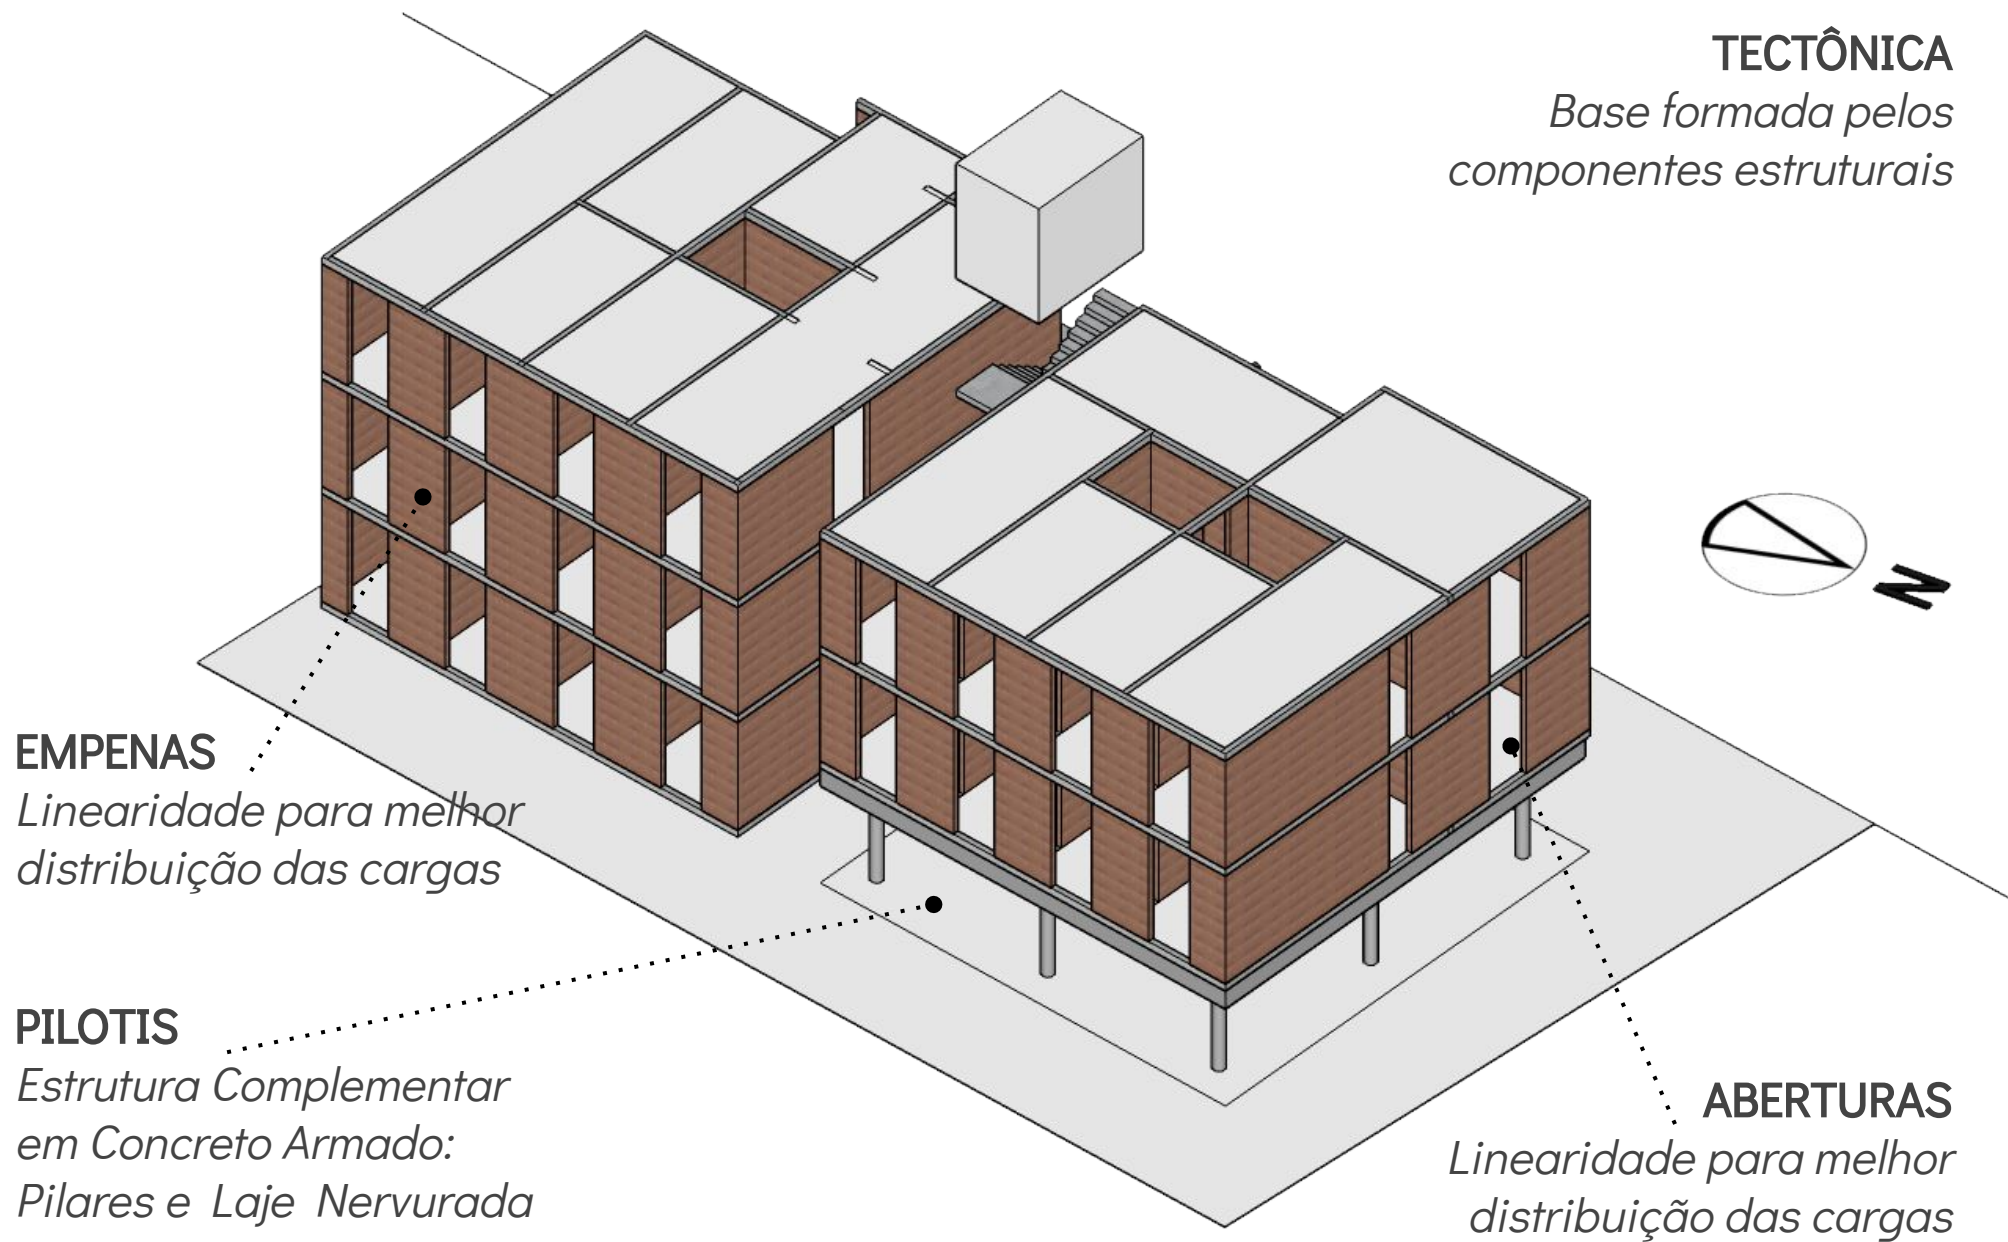 TECTÔNICA
Base formada pelos
componentes estruturais
N
EMPENAS
Linearidade para melhor
distribuição das cargas
PILOTIS
Estrutura Complementar
em Concreto Armado:
Pilares e Laje Nervurada
ABERTURAS
Linearidade para melhor
distribuição das cargas